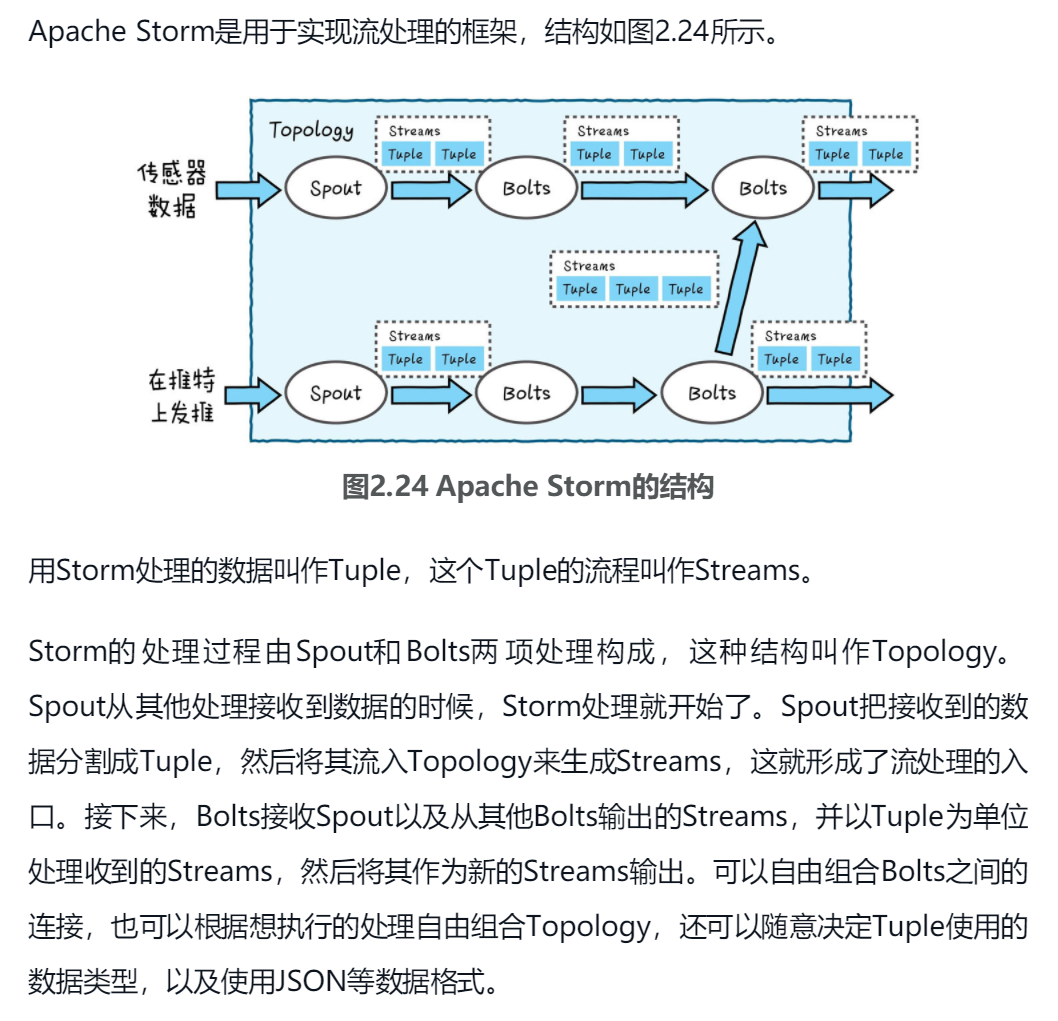 Apache Storm是用于实现流处理的框架，结构如图2.24所示。
Topology
Streams
Tuple Tuple
Streams
Tuple Tuple
Streams
Tuple Tuple
传感器
数据
Spout
Bolts
Bolts
Streams
Tuple Tuple Tuple
Streams
Tuple Tuple
Streams
Tuple Tuple
在推特
上发推
Spout
Bolts
Bolts
图2.24 Apache Storm的结构
用Storm处理的数据叫作Tuple，这个Tuple的流程叫作Streams。
Storm的处理过程由Spout和Bolts两项处理构成，这种结构叫作Topology。
Spout从其他处理接收到数据的时候，Storm处理就开始了。Spout把接收到的数
据分割成Tuple，然后将其流入Topology来生成Streams，这就形成了流处理的入
口。接下来，Bolts接收Spout以及从其他Bolts输出的Streams，并以Tuple为单位
处理收到的Streams，然后将其作为新的Streams输出。可以自由组合Bolts之间的
连接，也可以根据想执行的处理自由组合Topology，还可以随意决定Tuple使用的
数据类型，以及使用JSON等数据格式。